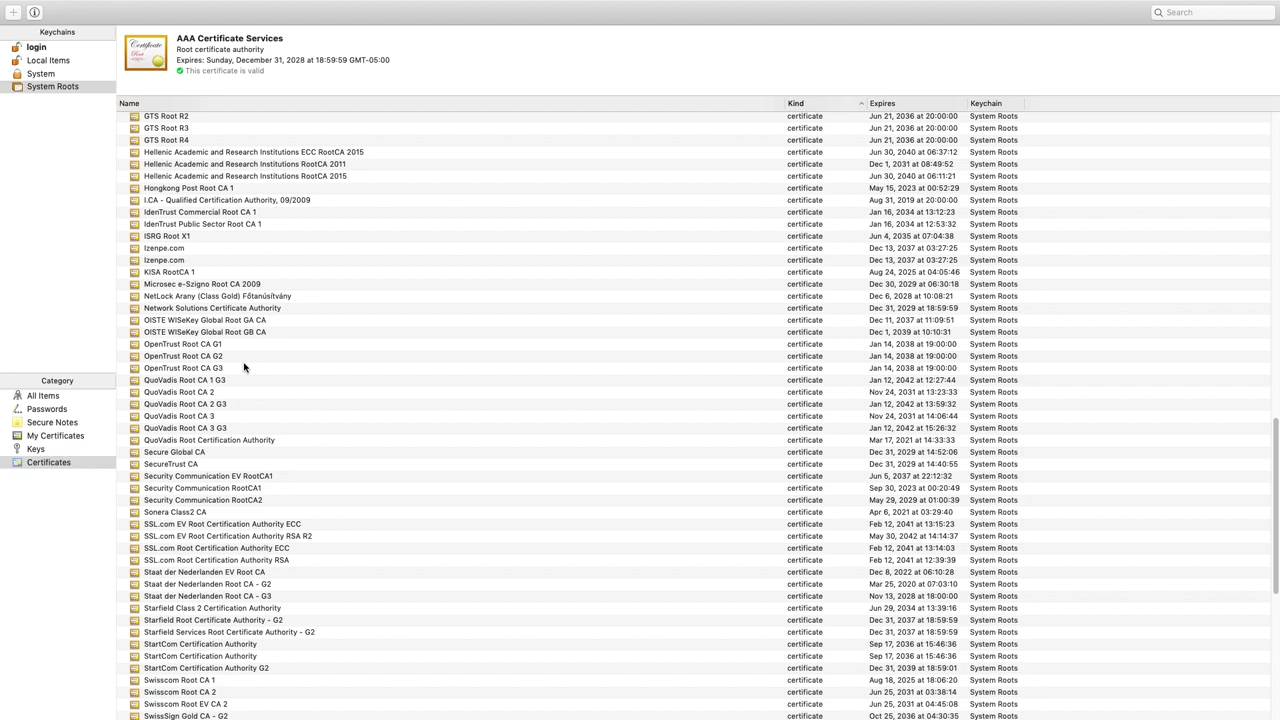 Search
Keychains
login
Local Items
System
System Roots
Category
All Items
Passwords
Secure Notes
My Certificates
Keys
Certificates
Certificate
Root
AAA Certificate Services
Root certificate authority
Expires: Sunday, December 31, 2028 at 18:59:59 GMT-05:00
This certificate is valid
Name Kind Expires Keychain
GTS Root R2 certificate Jun 21, 2036 at 20:00:00 System Roots
GTS Root R3 certificate Jun 21, 2036 at 20:00:00 System Roots
GTS Root R4 certificate Jun 21, 2036 at 20:00:00 System Roots
Hellenic Academic and Research Institutions ECC RootCA 2015 certificate Jun 30, 2040 at 06:37:12 System Roots
Hellenic Academic and Research Institutions RootCA 2011 certificate Dec 1, 2031 at 08:49:52 System Roots
Hellenic Academic and Research Institutions RootCA 2015 certificate Jun 30, 2040 at 06:11:21 System Roots
Hongkong Post Root CA 1 certificate May 15, 2023 at 00:52:29 System Roots
I.CA - Qualified Certification Authority, 09/2009 certificate Aug 31, 2019 at 20:00:00 System Roots
IdenTrust Commercial Root CA 1 certificate Jan 16, 2034 at 13:12:23 System Roots
IdenTrust Public Sector Root CA 1 certificate Jan 16, 2034 at 12:53:32 System Roots
ISRG Root X1 certificate Jun 4, 2035 at 07:04:38 System Roots
Izenpe.com certificate Dec 13, 2037 at 03:27:25 System Roots
Izenpe.com certificate Dec 13, 2037 at 03:27:25 System Roots
KISA RootCA 1 certificate Aug 24, 2025 at 04:05:46 System Roots
Microsec e-Szigno Root CA 2009 certificate Dec 30, 2029 at 06:30:18 System Roots
NetLock Arany (Class Gold) Főtanúsítvány certificate Dec 6, 2028 at 10:08:21 System Roots
Network Solutions Certificate Authority certificate Dec 31, 2029 at 18:59:59 System Roots
OISTE WISeKey Global Root GA CA certificate Dec 11, 2037 at 11:09:51 System Roots
OISTE WISeKey Global Root GB CA certificate Dec 1, 2039 at 10:10:31 System Roots
OpenTrust Root CA G1 certificate Jan 14, 2038 at 19:00:00 System Roots
OpenTrust Root CA G2 certificate Jan 14, 2038 at 19:00:00 System Roots
OpenTrust Root CA G3 certificate Jan 14, 2038 at 19:00:00 System Roots
QuoVadis Root CA 1 G3 certificate Jan 12, 2042 at 12:27:44 System Roots
QuoVadis Root CA 2 certificate Nov 24, 2031 at 13:23:33 System Roots
QuoVadis Root CA 2 G3 certificate Jan 12, 2042 at 13:59:32 System Roots
QuoVadis Root CA 3 certificate Nov 24, 2031 at 14:06:44 System Roots
QuoVadis Root CA 3 G3 certificate Jan 12, 2042 at 15:26:32 System Roots
QuoVadis Root Certification Authority certificate Mar 17, 2021 at 14:33:33 System Roots
Secure Global CA certificate Dec 31, 2029 at 14:52:06 System Roots
SecureTrust CA certificate Dec 31, 2029 at 14:40:55 System Roots
Security Communication EV RootCA1 certificate Jun 5, 2037 at 22:12:32 System Roots
Security Communication RootCA1 certificate Sep 30, 2023 at 00:20:49 System Roots
Security Communication RootCA2 certificate May 29, 2029 at 01:00:39 System Roots
Sonera Class2 CA certificate Apr 6, 2021 at 03:29:40 System Roots
SSL.com EV Root Certification Authority ECC certificate Feb 12, 2041 at 13:15:23 System Roots
SSL.com EV Root Certification Authority RSA R2 certificate May 30, 2042 at 14:14:37 System Roots
SSL.com Root Certification Authority ECC certificate Feb 12, 2041 at 13:14:03 System Roots
SSL.com Root Certification Authority RSA certificate Feb 12, 2041 at 12:39:39 System Roots
Staat der Nederlanden EV Root CA certificate Dec 8, 2022 at 06:10:28 System Roots
Staat der Nederlanden Root CA - G2 certificate Mar 25, 2020 at 07:03:10 System Roots
Staat der Nederlanden Root CA - G3 certificate Nov 13, 2028 at 18:00:00 System Roots
Starfield Class 2 Certification Authority certificate Jun 29, 2034 at 13:39:16 System Roots
Starfield Root Certificate Authority - G2 certificate Dec 31, 2037 at 18:59:59 System Roots
Starfield Services Root Certificate Authority - G2 certificate Dec 31, 2037 at 18:59:59 System Roots
StartCom Certification Authority certificate Sep 17, 2036 at 15:46:36 System Roots
StartCom Certification Authority certificate Sep 17, 2036 at 15:46:36 System Roots
StartCom Certification Authority G2 certificate Dec 31, 2039 at 18:59:01 System Roots
Swisscom Root CA 1 certificate Aug 18, 2025 at 18:06:20 System Roots
Swisscom Root CA 2 certificate Jun 25, 2031 at 03:38:14 System Roots
Swisscom Root EV CA 2 certificate Jun 25, 2031 at 04:45:08 System Roots
SwissSign Gold CA - G2 certificate Oct 25, 2036 at 04:30:35 System Roots